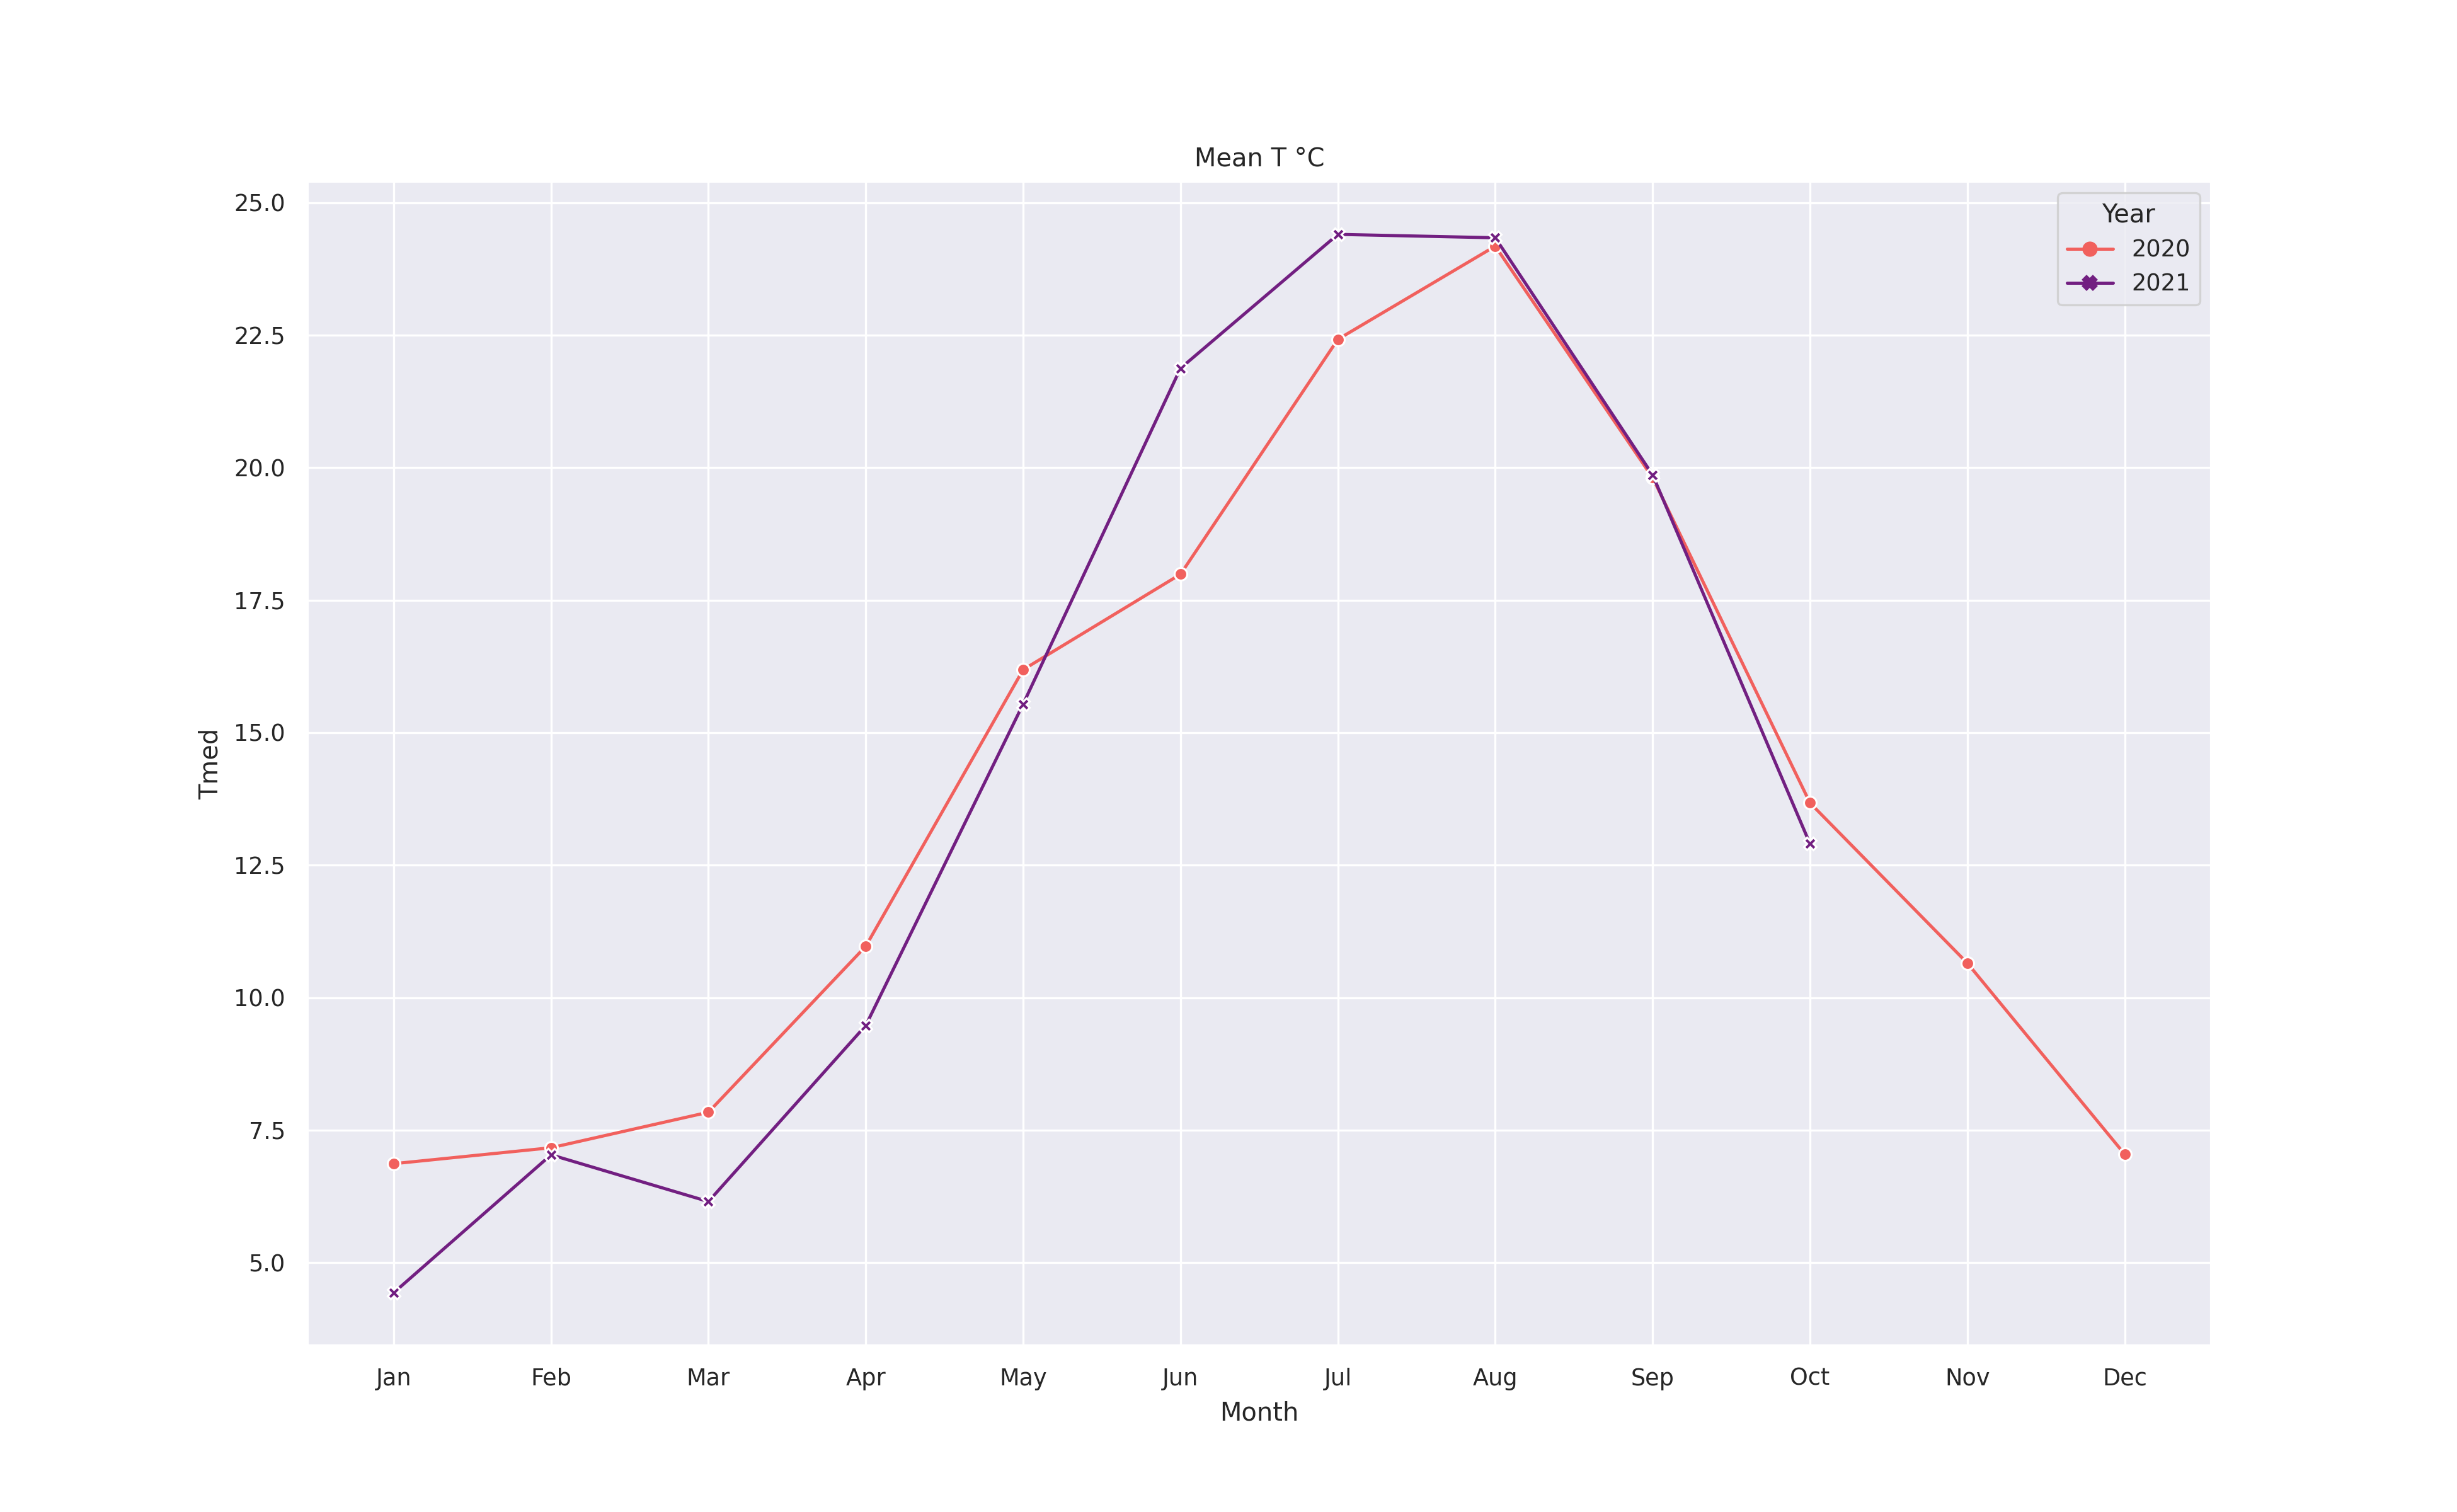 Mean T °C
Year
2020
2021
25.0
22.5
20.0
17.5
15.0
12.5
10.0
7.5
5.0
Tmed
Jan Feb Mar Apr May Jun Jul Aug Sep Oct Nov Dec
Month